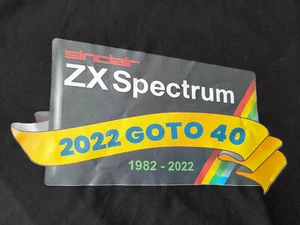 sinclair
ZX Spectrum
2022 GOTO 40
1982 - 2022